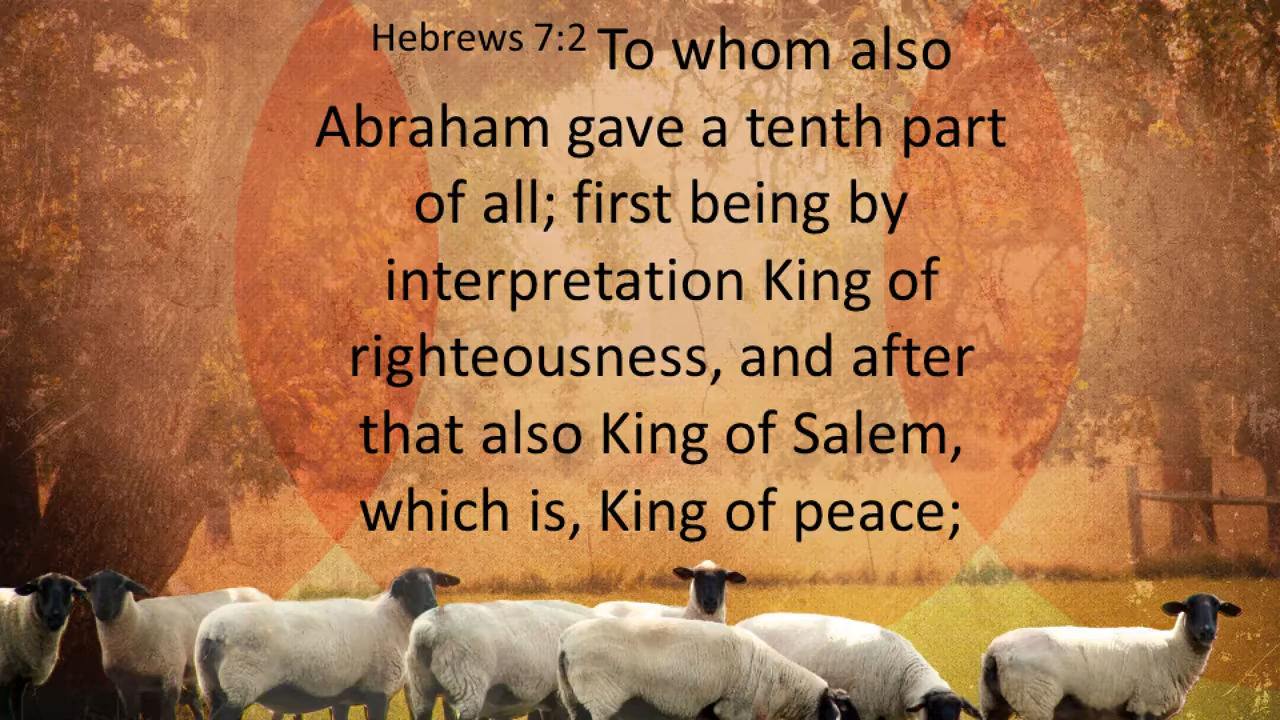 Hebrews 7:2 To whom also
Abraham gave a tenth part
of all; first being by
interpretation King of
righteousness, and after
that also King of Salem,
which is, King of peace;